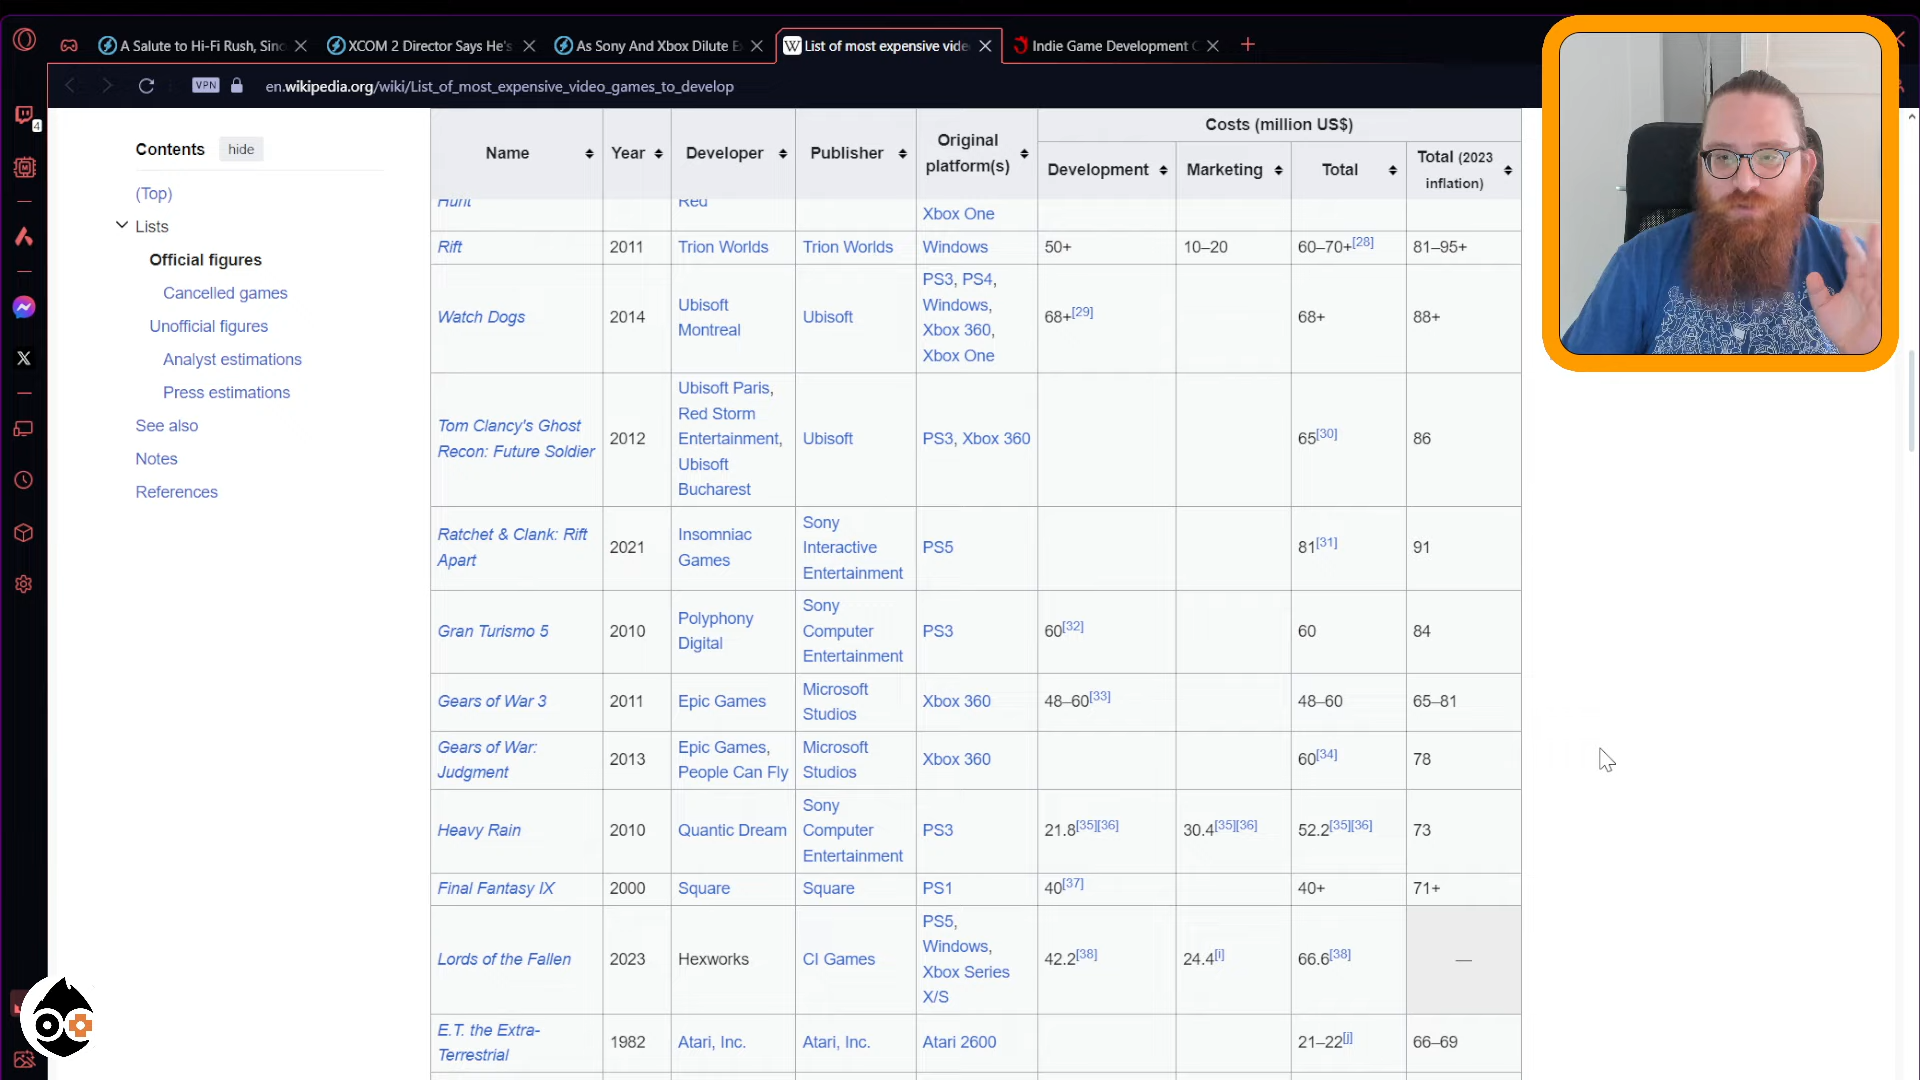 A Salute to Hi-Fi Rush, Sinc
XCOM 2 Director Says He's
As Sony And Xbox Dilute E
W List of most expensive vide
Indie Game Development C
VPN en.wikipedia.org/wiki/List_of_most_expensive_video_games_to_develop
4
Contents hide
(Top)
Lists
Official figures
Cancelled games
Unofficial figures
Analyst estimations
Press estimations
See also
Notes
References
Costs (million US$)
Name Year Developer Publisher Original platform(s) Development Marketing Total Total (2023 inflation)
Hunt Red Xbox One
Rift 2011 Trion Worlds Trion Worlds Windows 50+ 10–20 60–70+[28] 81–95+
Watch Dogs 2014 Ubisoft Montreal Ubisoft PS3, PS4, Windows, Xbox 360, Xbox One 68+[29] 68+ 88+
Tom Clancy's Ghost Recon: Future Soldier 2012 Ubisoft Paris, Red Storm Entertainment, Ubisoft Bucharest Ubisoft PS3, Xbox 360 65[30] 86
Ratchet & Clank: Rift Apart 2021 Insomniac Games Sony Interactive Entertainment PS5 81[31] 91
Gran Turismo 5 2010 Polyphony Digital Sony Computer Entertainment PS3 60[32] 60 84
Gears of War 3 2011 Epic Games Microsoft Studios Xbox 360 48–60[33] 48–60 65–81
Gears of War: Judgment 2013 Epic Games, People Can Fly Microsoft Studios Xbox 360 60[34] 78
Heavy Rain 2010 Quantic Dream Sony Computer Entertainment PS3 21.8[35][36] 30.4[35][36] 52.2[35][36] 73
Final Fantasy IX 2000 Square Square PS1 40[37] 40+ 71+
Lords of the Fallen 2023 Hexworks CI Games PS5, Windows, Xbox Series X/S 42.2[38] 24.4[i] 66.6[38] —
E.T. the Extra-Terrestrial 1982 Atari, Inc. Atari, Inc. Atari 2600 21–22[j] 66–69